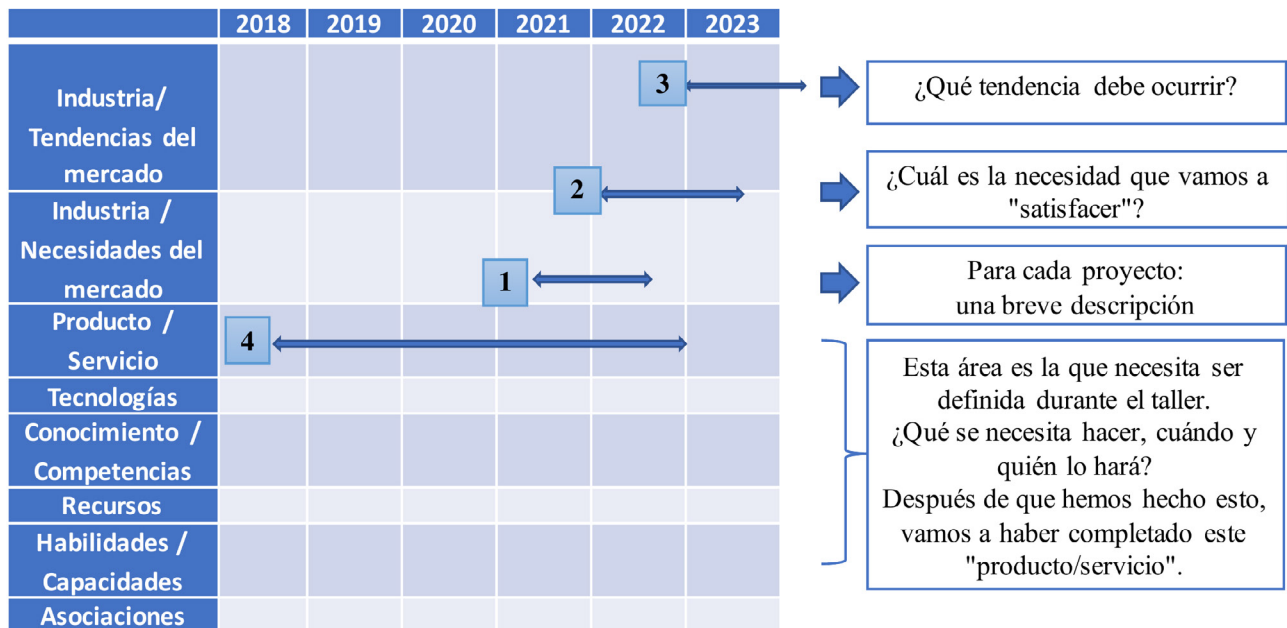 2018 2019 2020 2021 2022 2023
Industria/
Tendencias del
mercado
3
¿Qué tendencia debe ocurrir?
Industria /
Necesidades del
mercado
2
¿Cuál es la necesidad que vamos a
"satisfacer"?
1
Para cada proyecto:
una breve descripción
Producto /
Servicio
4
Tecnologías
Conocimiento /
Competencias
Recursos
Habilidades /
Capacidades
Asociaciones
Esta área es la que necesita ser
definida durante el taller.
¿Qué se necesita hacer, cuándo y
quién lo hará?
Después de que hemos hecho esto,
vamos a haber completado este
"producto/servicio".